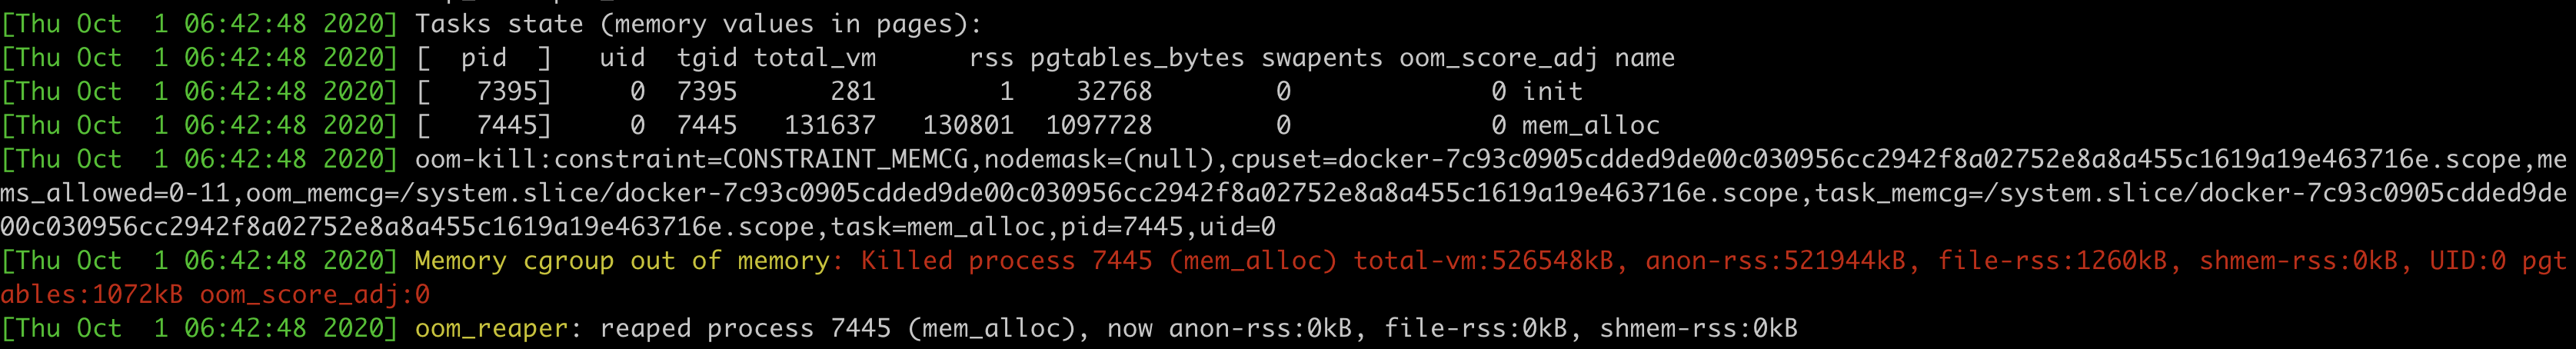 [Thu Oct  1 06:42:48 2020] Tasks state (memory values in pages):
[Thu Oct  1 06:42:48 2020] [  pid  ]   uid  tgid total_vm      rss pgtables_bytes swapents oom_score_adj name
[Thu Oct  1 06:42:48 2020] [   7395]     0  7395      281        1    32768        0             0 init
[Thu Oct  1 06:42:48 2020] [   7445]     0  7445   131637   130801  1097728        0             0 mem_alloc
[Thu Oct  1 06:42:48 2020] oom-kill:constraint=CONSTRAINT_MEMCG,nodemask=(null),cpuset=docker-7c93c0905cdded9de00c030956cc2942f8a02752e8a8a455c1619a19e463716e.scope,me
ms_allowed=0-11,oom_memcg=/system.slice/docker-7c93c0905cdded9de00c030956cc2942f8a02752e8a8a455c1619a19e463716e.scope,task_memcg=/system.slice/docker-7c93c0905cdded9de
00c030956cc2942f8a02752e8a8a455c1619a19e463716e.scope,task=mem_alloc,pid=7445,uid=0
[Thu Oct  1 06:42:48 2020] Memory cgroup out of memory: Killed process 7445 (mem_alloc) total-vm:526548kB, anon-rss:521944kB, file-rss:1260kB, shmem-rss:0kB, UID:0 pgt
ables:1072kB oom_score_adj:0
[Thu Oct  1 06:42:48 2020] oom_reaper: reaped process 7445 (mem_alloc), now anon-rss:0kB, file-rss:0kB, shmem-rss:0kB